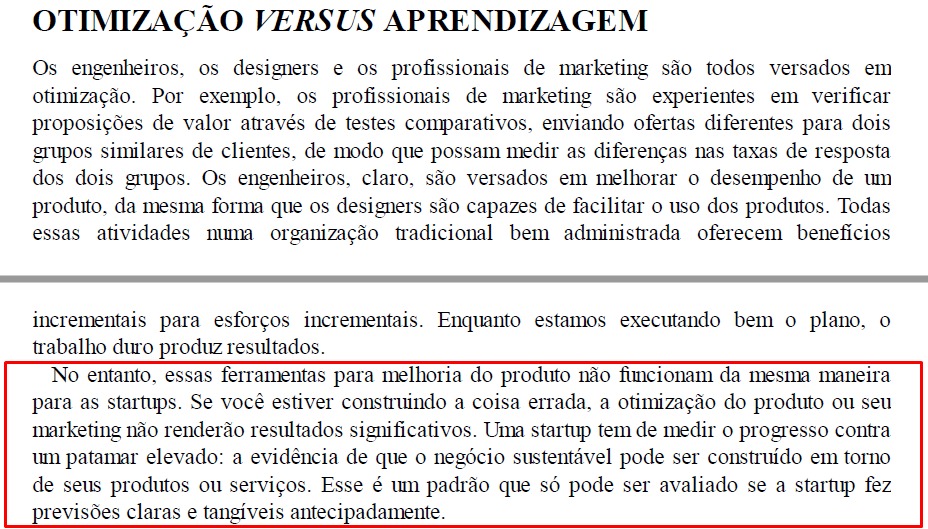 OTIMIZAÇÃO VERSUS APRENDIZAGEM
Os engenheiros, os designers e os profissionais de marketing são todos versados em
otimização. Por exemplo, os profissionais de marketing são experientes em verificar
proposições de valor através de testes comparativos, enviando ofertas diferentes para dois
grupos similares de clientes, de modo que possam medir as diferenças nas taxas de resposta
dos dois grupos. Os engenheiros, claro, são versados em melhorar o desempenho de um
produto, da mesma forma que os designers são capazes de facilitar o uso dos produtos. Todas
essas atividades numa organização tradicional bem administrada oferecem benefícios
incrementais para esforços incrementais. Enquanto estamos executando bem o plano, o
trabalho duro produz resultados.
No entanto, essas ferramentas para melhoria do produto não funcionam da mesma maneira
para as startups. Se você estiver construindo a coisa errada, a otimização do produto ou seu
marketing não renderão resultados significativos. Uma startup tem de medir o progresso contra
um patamar elevado: a evidência de que o negócio sustentável pode ser construído em torno
de seus produtos ou serviços. Esse é um padrão que só pode ser avaliado se a startup fez
previsões claras e tangíveis antecipadamente.